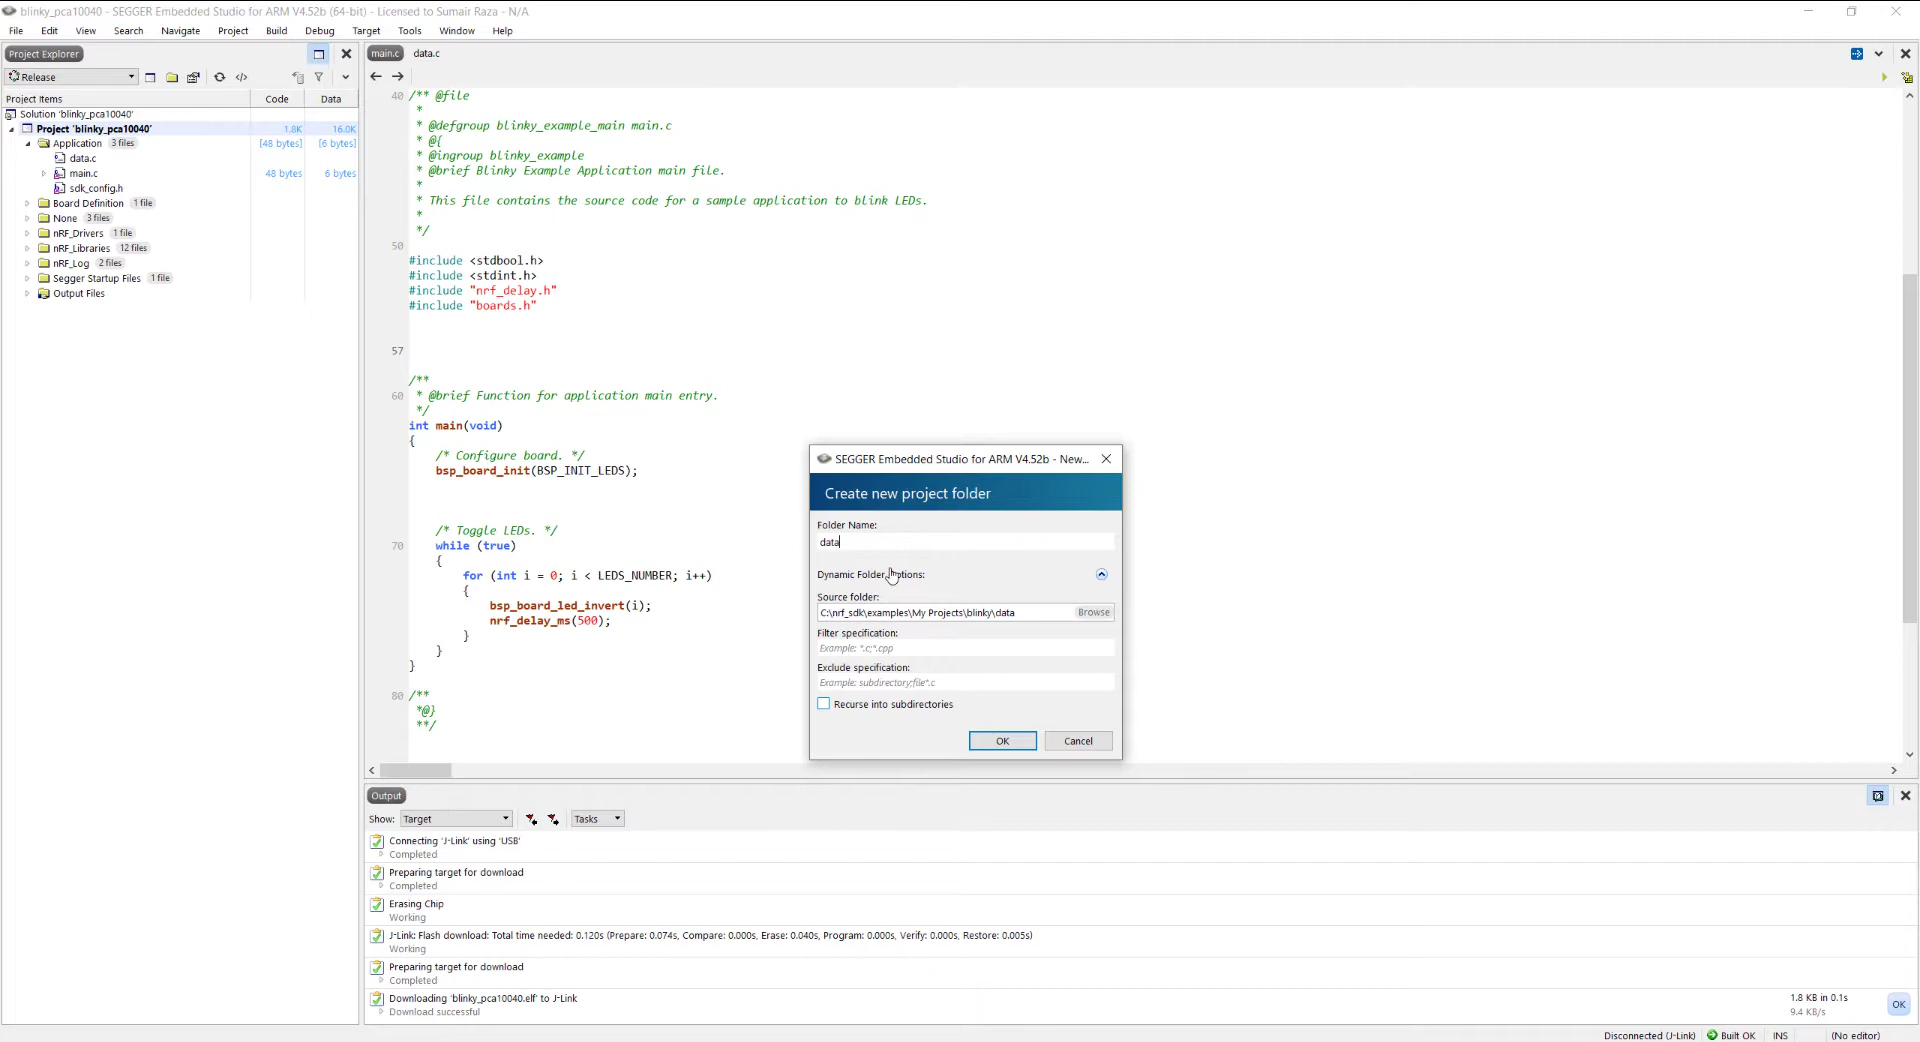 blinky_pca10040 - SEGGER Embedded Studio for ARM V4.52b (64-bit) - Licensed to Sumair Raza - N/A
File Edit View Search Navigate Project Build Debug Target Tools Window Help
Project Explorer
main.c data.c
Release
Project Items Code Data
Solution 'blinky_pca10040'
Project 'blinky_pca10040' 1.8K 16.0K
Application 3 files [48 bytes] [6 bytes]
data.c
main.c 48 bytes 6 bytes
sdk_config.h
Board Definition 1 file
None 3 files
nRF_Drivers 1 file
nRF_Libraries 12 files
nRF_Log 2 files
Segger Startup Files 1 file
Output Files
40 /** @file
*
* @defgroup blinky_example_main main.c
* @{
* @ingroup blinky_example
* @brief Blinky Example Application main file.
*
* This file contains the source code for a sample application to blink LEDs.
*
*/
50
#include <stdbool.h>
#include <stdint.h>
#include "nrf_delay.h"
#include "boards.h"
57
/**
60 * @brief Function for application main entry.
*/
int main(void)
{
/* Configure board. */
bsp_board_init(BSP_INIT_LEDS);
/* Toggle LEDs. */
70 while (true)
{
for (int i = 0; i < LEDS_NUMBER; i++)
{
bsp_board_led_invert(i);
nrf_delay_ms(500);
}
}
}
80 /**
*@}
**/
SEGGER Embedded Studio for ARM V4.52b - New...
Create new project folder
Folder Name:
data
Dynamic Folder tions:
Source folder:
C:\nrf_sdk\examples\My Projects\blinky\data Browse
Filter specification:
Example: *.c;*.cpp
Exclude specification:
Example: subdirectory;file*.c
Recurse into subdirectories
OK Cancel
Output
Show: Target Tasks
Connecting 'J-Link' using 'USB'
Completed
Preparing target for download
Completed
Erasing Chip
Working
J-Link: Flash download: Total time needed: 0.120s (Prepare: 0.074s, Compare: 0.000s, Erase: 0.040s, Program: 0.000s, Verify: 0.000s, Restore: 0.005s)
Working
Preparing target for download
Completed
Downloading 'blinky_pca10040.elf' to J-Link 1.8 KB in 0.1s
Download successful 9.4 KB/s
OK
Disconnected (J-Link) Built OK INS (No editor)